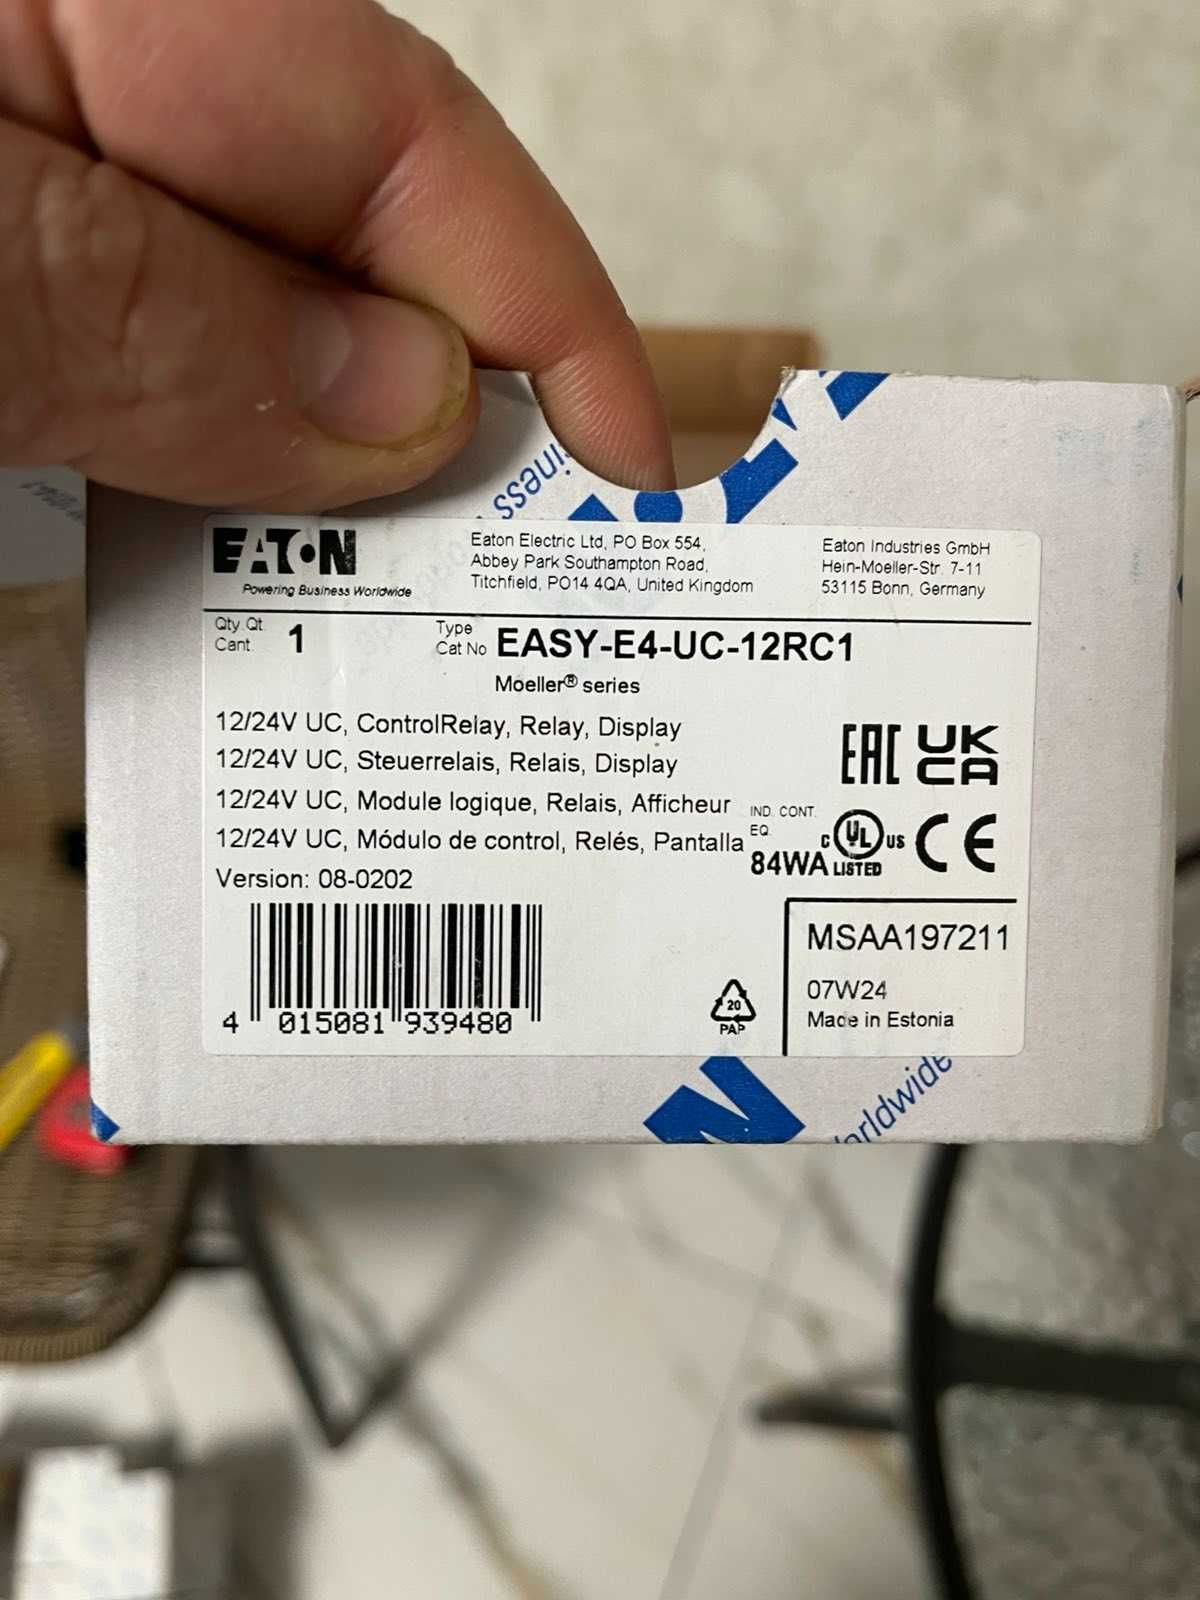 iness
EATON
Powering Business Worldwide
Eaton Electric Ltd, PO Box 554,
Abbey Park Southampton Road,
Titchfield, PO14 4QA, United Kingdom
Eaton Industries GmbH
Hein-Moeller-Str. 7-11
53115 Bonn, Germany
Qty. Qt.
Cant.
1
Type
Cat No
EASY-E4-UC-12RC1
Moeller® series
12/24V UC, ControlRelay, Relay, Display
12/24V UC, Steuerrelais, Relais, Display
12/24V UC, Module logique, Relais, Afficheur
12/24V UC, Módulo de control, Relés, Pantalla
Version: 08-0202
EAC
UK
CA
IND. CONT.
EQ.
84WA
C UL US
LISTED
CE
4 015081 939480
20
PAP
MSAA197211
07W24
Made in Estonia
N
orldwide